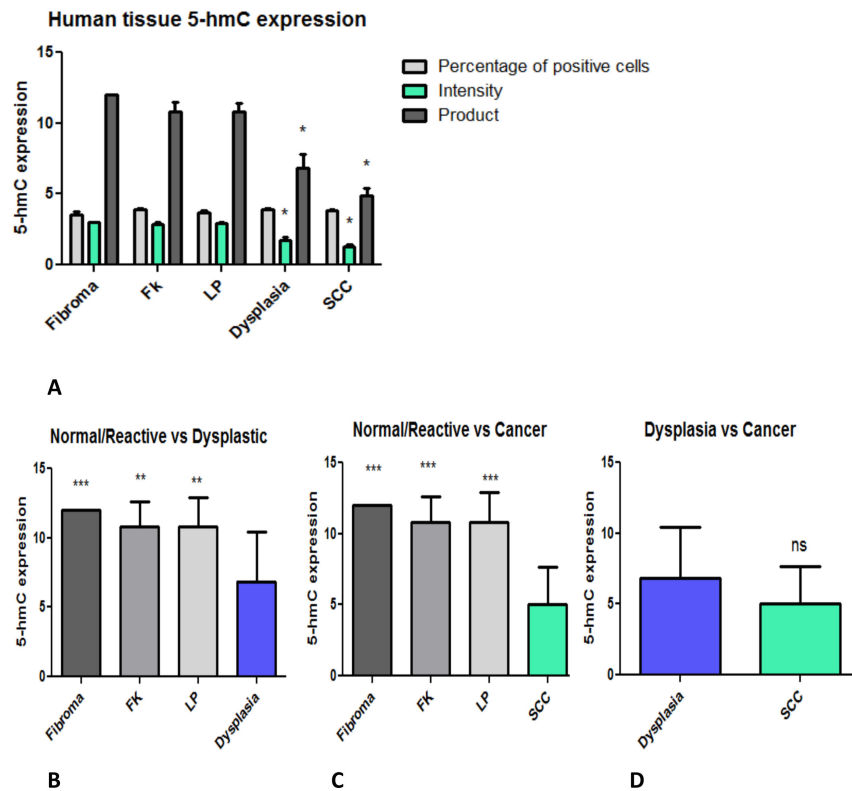 Human tissue 5-hmC expression
15
10
5
0
5-hmC expression
Percentage of positive cells
Intensity
Product
*
*
*
*
Fibroma
Fk
LP
Dysplasia
SCC
A
Normal/Reactive vs Dysplastic
15
10
5
0
5-hmC expression
***
**
**
Fibroma
FK
LP
Dysplasia
B
Normal/Reactive vs Cancer
15
10
5
0
5-hmC expression
***
***
***
Fibroma
FK
LP
SCC
C
Dysplasia vs Cancer
15
10
5
0
5-hmC expression
ns
Dysplasia
SCC
D